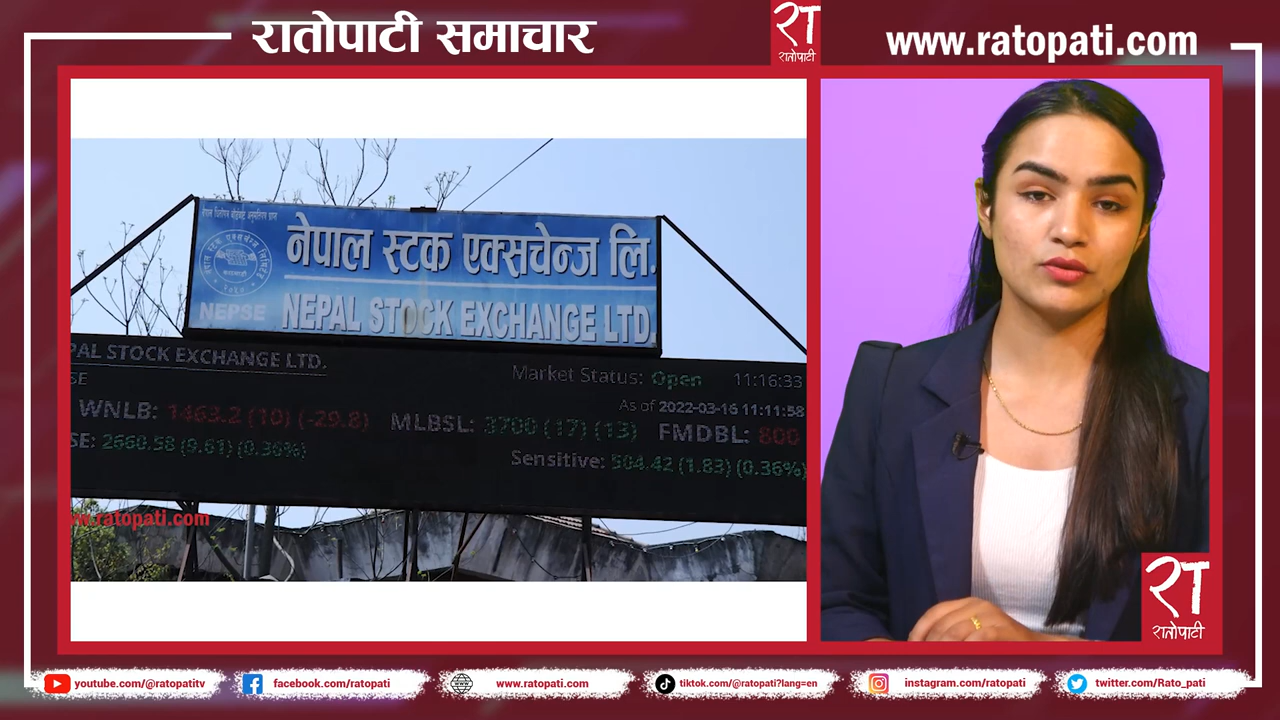 रातोपाटी समाचार
रा
रातोपाटी
www.ratopati.com
नेपाल स्टक एक्सचेन्ज लि.
NEPSE
NEPAL STOCK EXCHANGE LTD.
PAL STOCK EXCHANGE LTD.
Market Status: Open 11:16:33
SE
As of 2022-03-16 11:11:58
WNLB: 1463.2 (10) (-29.8) MLBSL: 3700 (17) (13) FMDBL: 800
SE: 2660.58 (9.61) (0.36%)
Sensitive: 504.42 (1.83) (0.36%)
www.ratopati.com
रा
रातोपाटी
youtube.com/@ratopatitv
facebook.com/ratopati
www.ratopati.com
tiktok.com/@ratopati?lang=en
instagram.com/ratopati
twitter.com/Rato_pati